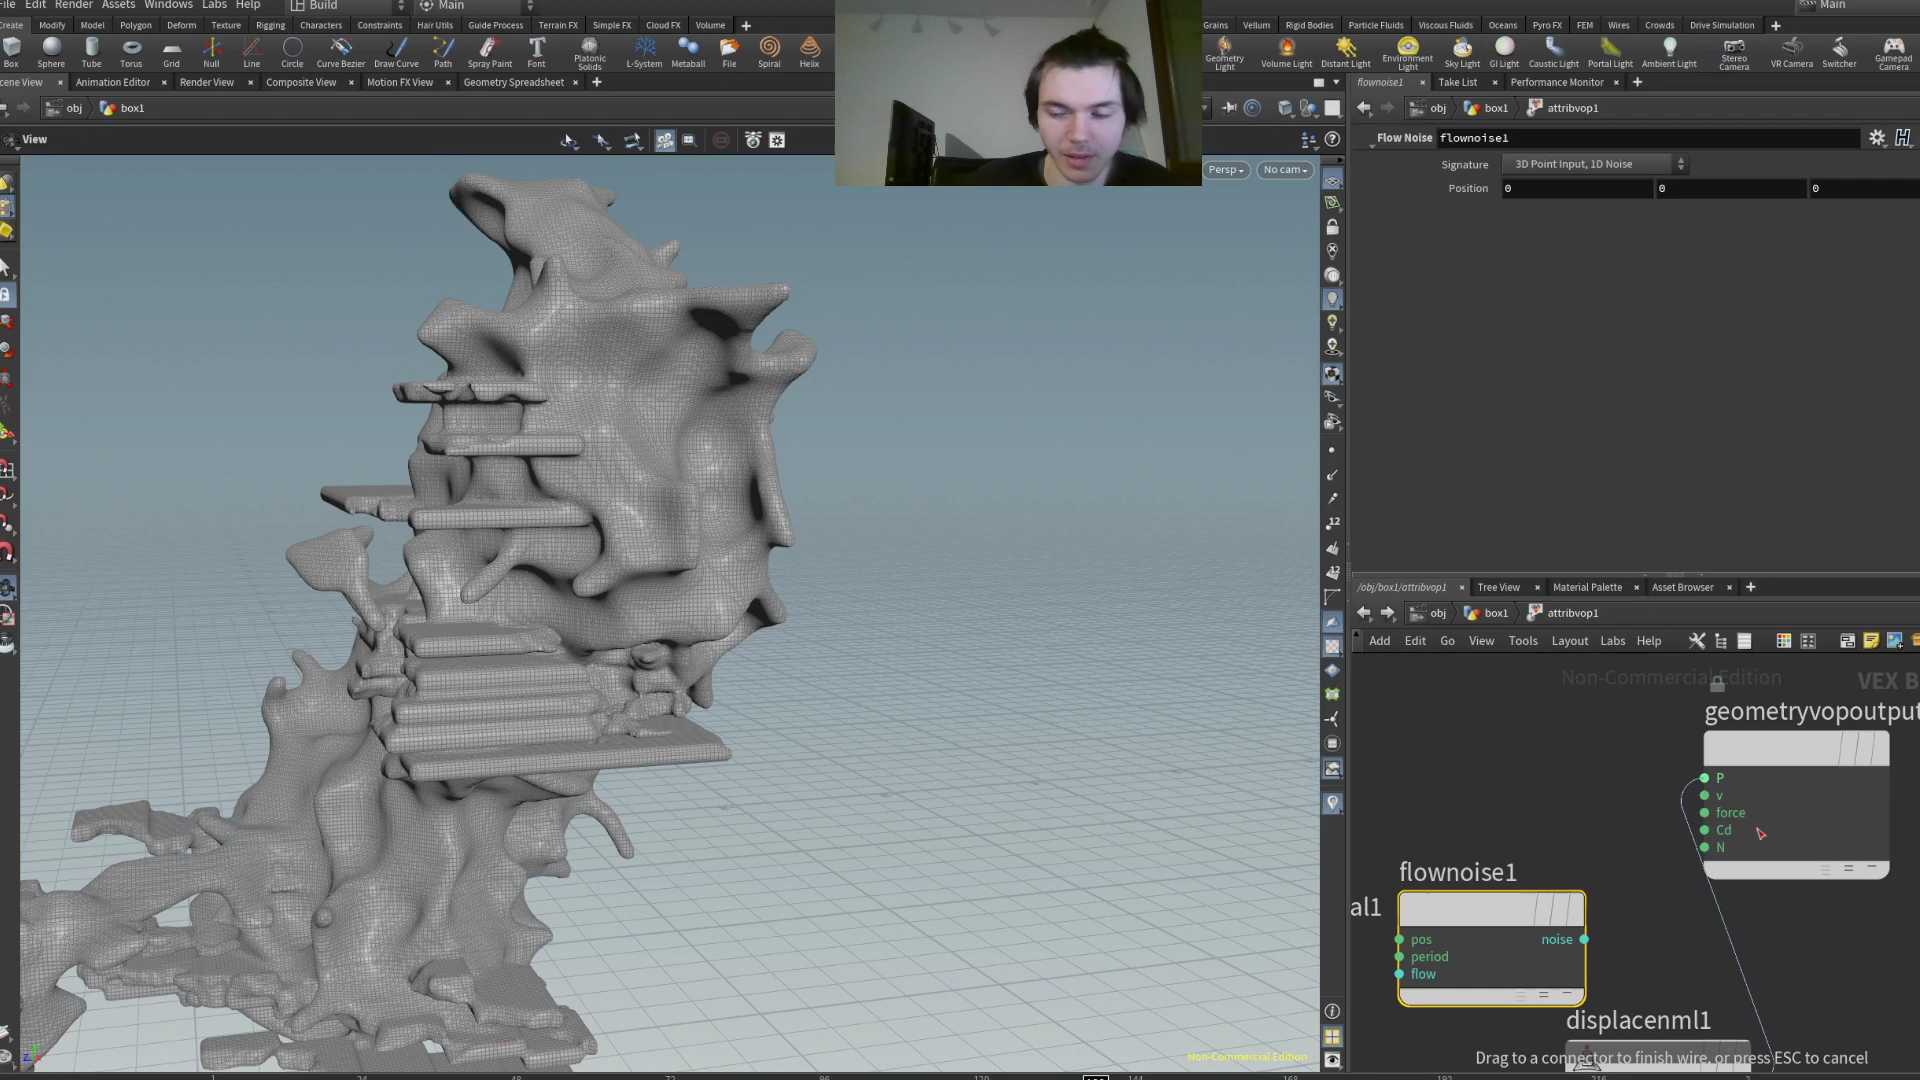 File Edit Render Assets Windows Labs Help Build Main Main
Create Modify Model Polygon Deform Texture Rigging Characters Constraints Hair Utils Guide Process Terrain FX Simple FX Cloud FX Volume Grains Vellum Rigid Bodies Particle Fluids Viscous Fluids Oceans Pyro FX FEM Wires Crowds Drive Simulation
Box Sphere Tube Torus Grid Null Line Circle Curve Bezier Draw Curve Path Spray Paint Font Platonic Solids L-System Metaball File Spiral Helix Geometry Light Volume Light Distant Light Environment Light Sky Light GI Light Caustic Light Portal Light Ambient Light Stereo Camera VR Camera Switcher Gamepad Camera
cene View Animation Editor Render View Composite View Motion FX View Geometry Spreadsheet
flownoise1 Take List Performance Monitor
obj box1
obj box1 attribvop1
View
Flow Noise flownoise1
Signature 3D Point Input, 1D Noise
Position 0 0 0
Persp No cam
12
12
/obj/box1/attribvop1 Tree View Material Palette Asset Browser
obj box1 attribvop1
Add Edit Go View Tools Layout Labs Help
Non-Commercial Edition VEX B
geometryvopoutput
P
v
force
Cd
N
flownoise1
al1
pos noise
period
flow
displacenml1
Drag to a connector to finish wire, or press ESC to cancel
Non-Commercial Edition
z